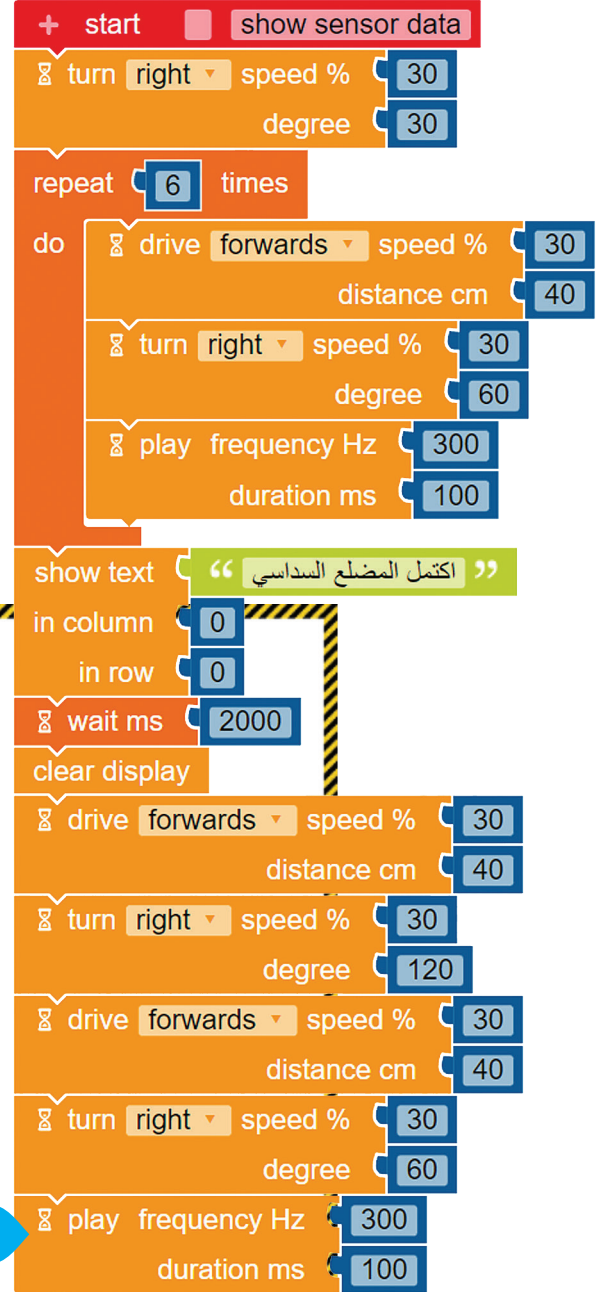 + start show sensor data
turn right speed % 30
degree 30
repeat 6 times
do drive forwards speed % 30
distance cm 40
turn right speed % 30
degree 60
play frequency Hz 300
duration ms 100
show text “ اكتمل المضلع السداسي ”
in column 0
in row 0
wait ms 2000
clear display
drive forwards speed % 30
distance cm 40
turn right speed % 30
degree 120
drive forwards speed % 30
distance cm 40
turn right speed % 30
degree 60
play frequency Hz 300
duration ms 100